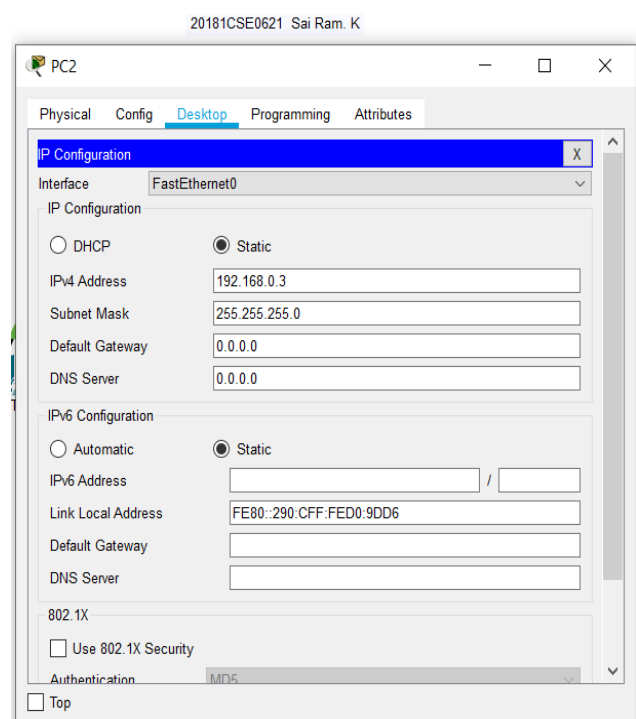 20181CSE0621 Sai Ram. K
PC2
Physical Config Desktop Programming Attributes
IP Configuration X
Interface FastEthernet0
IP Configuration
DHCP Static
IPv4 Address 192.168.0.3
Subnet Mask 255.255.255.0
Default Gateway 0.0.0.0
DNS Server 0.0.0.0
IPv6 Configuration
Automatic Static
IPv6 Address /
Link Local Address FE80::290:CFF:FED0:9DD6
Default Gateway
DNS Server
802.1X
Use 802.1X Security
Authentication MD5
Top